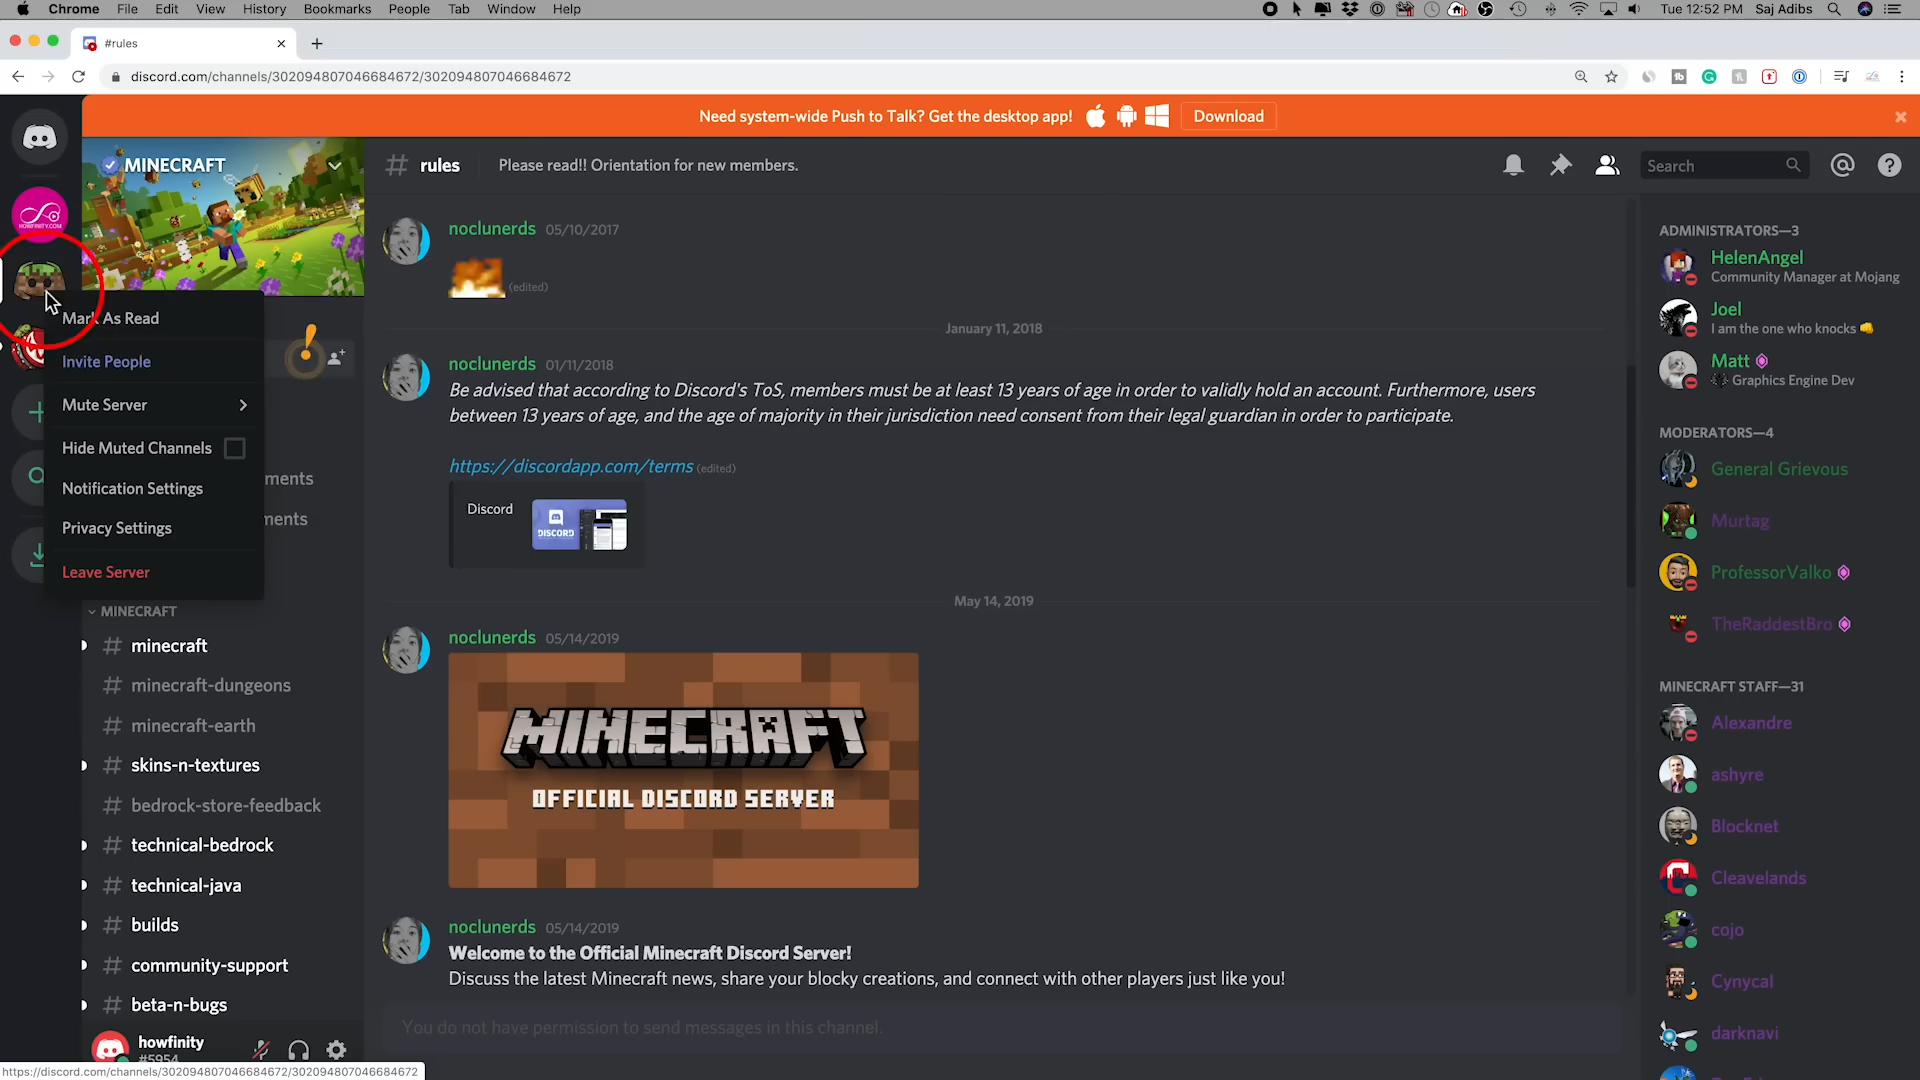 Chrome File Edit View History Bookmarks People Tab Window Help
Tue 12:52 PM Saj Adibs
#rules
discord.com/channels/302094807046684672/302094807046684672
Need system-wide Push to Talk? Get the desktop app! Download
MINECRAFT
# rules Please read!! Orientation for new members.
Search
HOWFINITY.COM
Mark As Read
Invite People
Mute Server
Hide Muted Channels
Notification Settings
Privacy Settings
Leave Server
ments
ments
MINECRAFT
# minecraft
# minecraft-dungeons
# minecraft-earth
# skins-n-textures
# bedrock-store-feedback
# technical-bedrock
# technical-java
# builds
# community-support
# beta-n-bugs
howfinity
#5954
https://discord.com/channels/302094807046684672/302094807046684672
noclunerds 05/10/2017
(edited)
January 11, 2018
noclunerds 01/11/2018
Be advised that according to Discord's ToS, members must be at least 13 years of age in order to validly hold an account. Furthermore, users
between 13 years of age, and the age of majority in their jurisdiction need consent from their legal guardian in order to participate.
https://discordapp.com/terms (edited)
Discord
DISCORD
May 14, 2019
noclunerds 05/14/2019
MINECRAFT
OFFICIAL DISCORD SERVER
noclunerds 05/14/2019
Welcome to the Official Minecraft Discord Server!
Discuss the latest Minecraft news, share your blocky creations, and connect with other players just like you!
You do not have permission to send messages in this channel.
ADMINISTRATORS—3
HelenAngel
Community Manager at Mojang
Joel
I am the one who knocks
Matt
Graphics Engine Dev
MODERATORS—4
General Grievous
Murtag
ProfessorValko
TheRaddestBro
MINECRAFT STAFF—31
Alexandre
ashyre
Blocknet
Cleavelands
cojo
Cynycal
darknavi